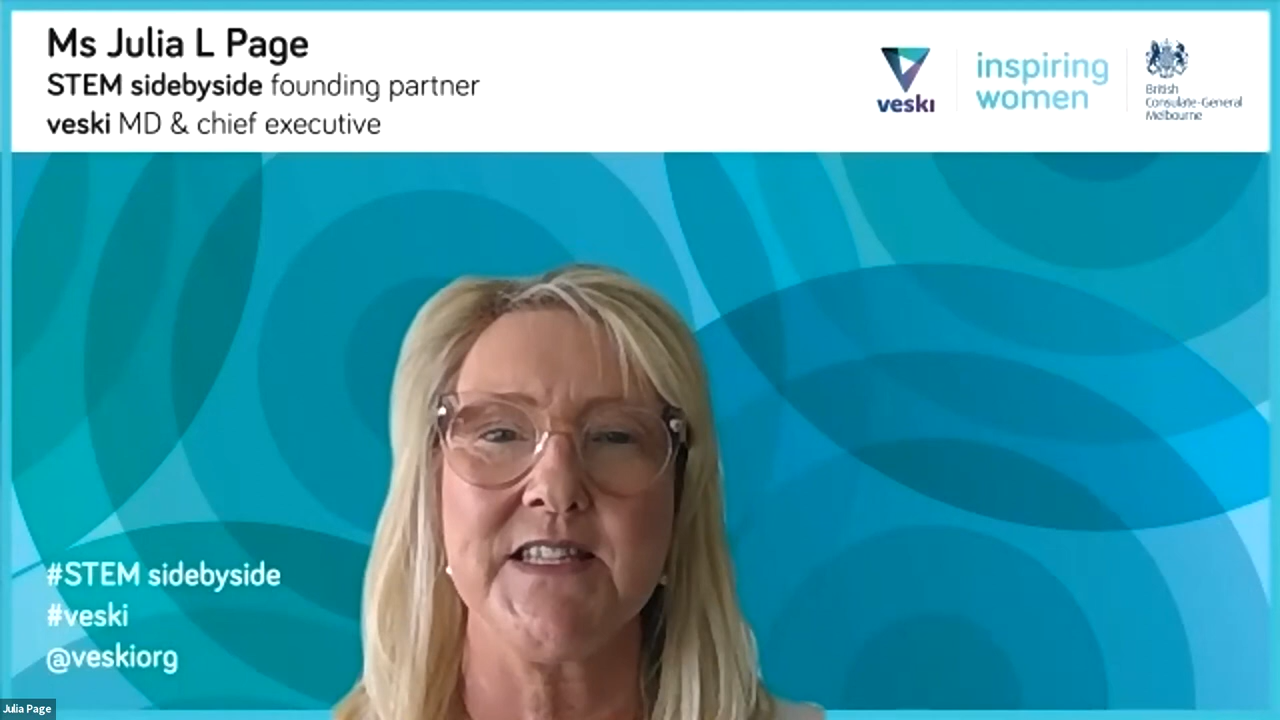 Ms Julia L Page
STEM sidebyside founding partner
veski MD & chief executive
veski
inspiring
women
British
Consulate-General
Melbourne
#STEM sidebyside
#veski
@veskiorg
Julia Page